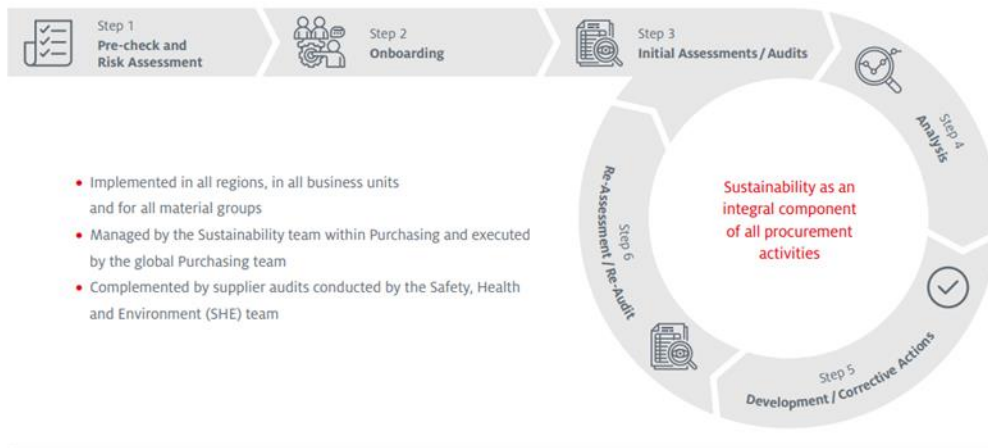 Step 1
Pre-check and
Risk Assessment
Step 2
Onboarding
Step 3
Initial Assessments / Audits
Step 4
Analysis
Step 5
Development / Corrective Actions
Step 6
Re-Assessment / Re-Audit
Sustainability as an
integral component
of all procurement
activities
• Implemented in all regions, in all business units
and for all material groups
• Managed by the Sustainability team within Purchasing and executed
by the global Purchasing team
• Complemented by supplier audits conducted by the Safety, Health
and Environment (SHE) team